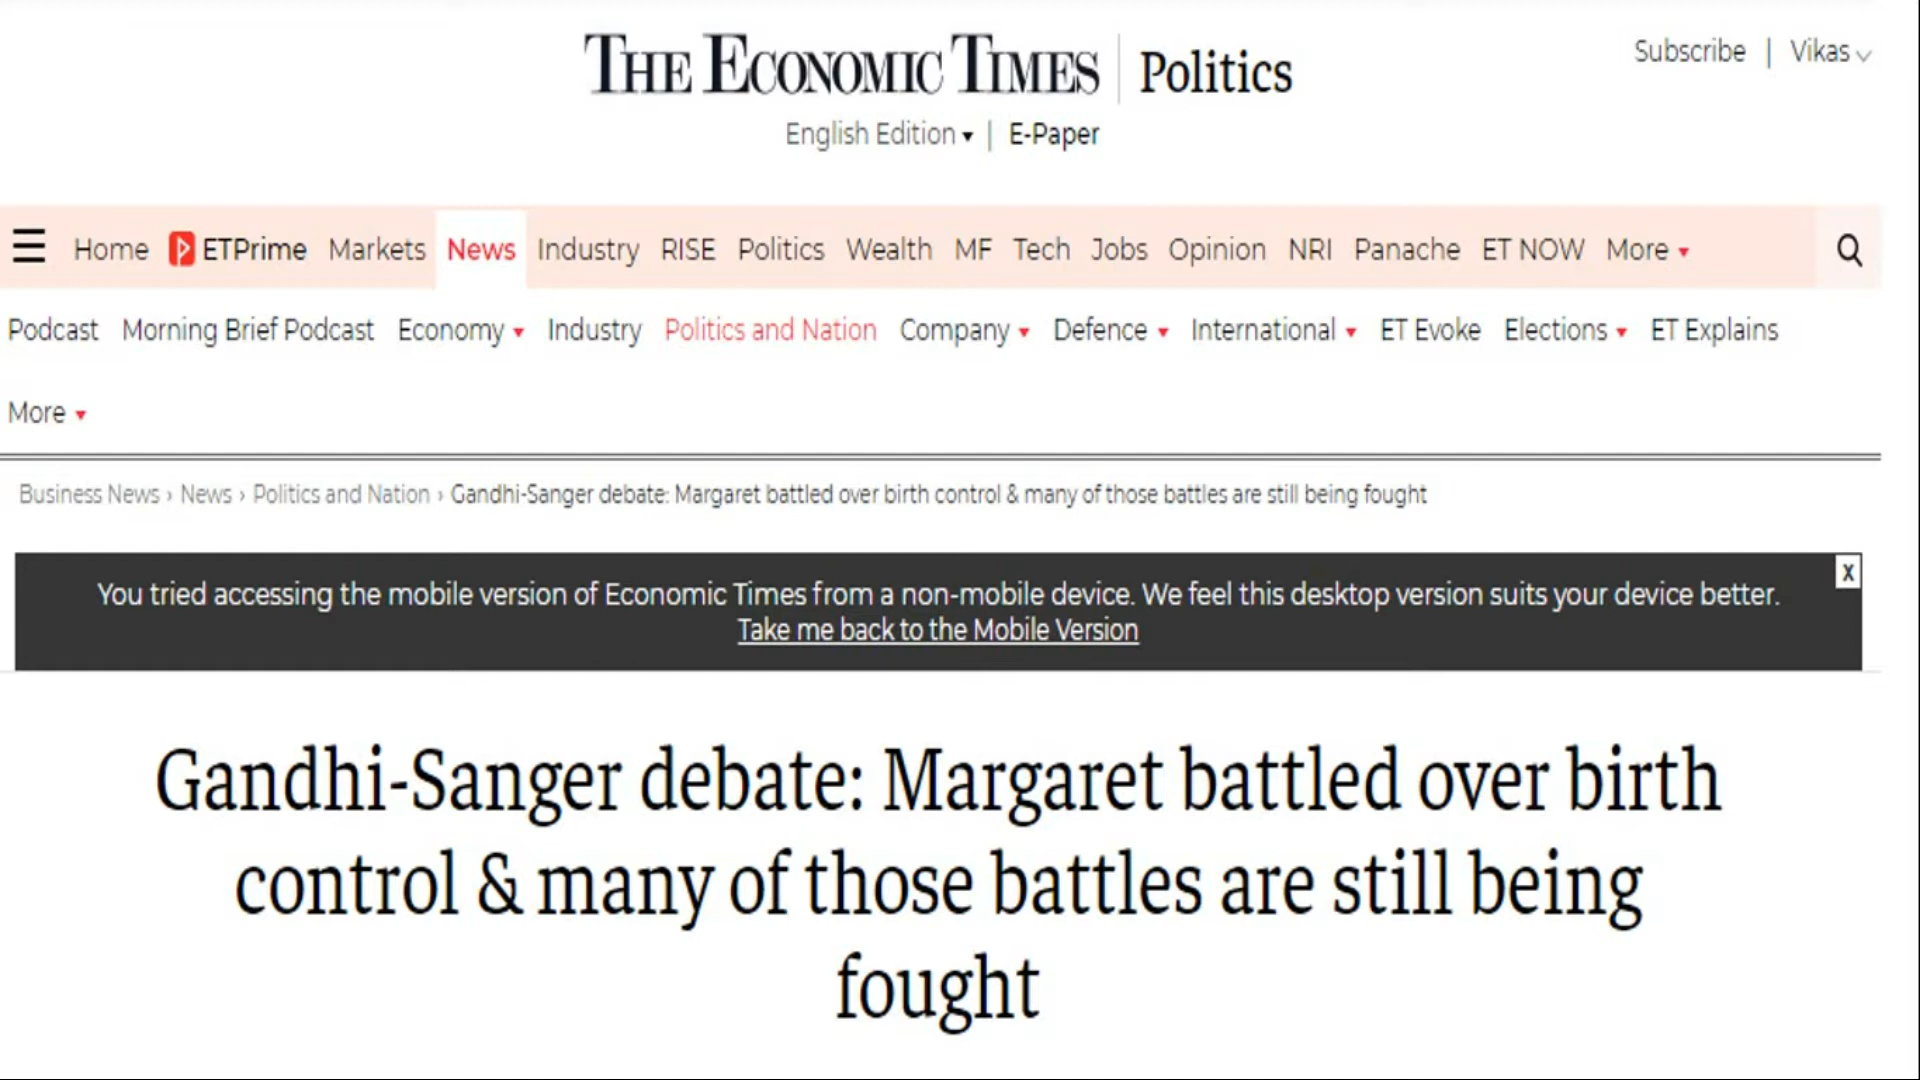 THE ECONOMIC TIMES | Politics
Subscribe | Vikas
English Edition | E-Paper
Home ETPrime Markets News Industry RISE Politics Wealth MF Tech Jobs Opinion NRI Panache ET NOW More
Podcast Morning Brief Podcast Economy Industry Politics and Nation Company Defence International ET Evoke Elections ET Explains
More
Business News › News › Politics and Nation › Gandhi-Sanger debate: Margaret battled over birth control & many of those battles are still being fought
You tried accessing the mobile version of Economic Times from a non-mobile device. We feel this desktop version suits your device better.
X
Take me back to the Mobile Version
Gandhi-Sanger debate: Margaret battled over birth
control & many of those battles are still being
fought